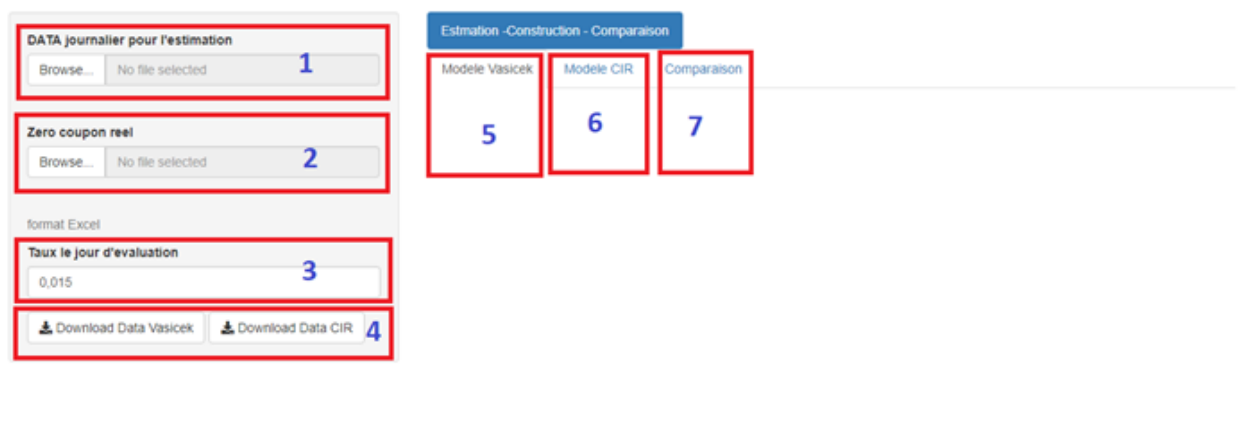 DATA journalier pour l'estimation
Browse... No file selected 1
Zero coupon reel
Browse... No file selected 2
format Excel
Taux le jour d'evaluation
0,015 3
Download Data Vasicek Download Data CIR 4
Estmation -Construction - Comparaison
Modele Vasicek Modele CIR Comparaison
5 6 7